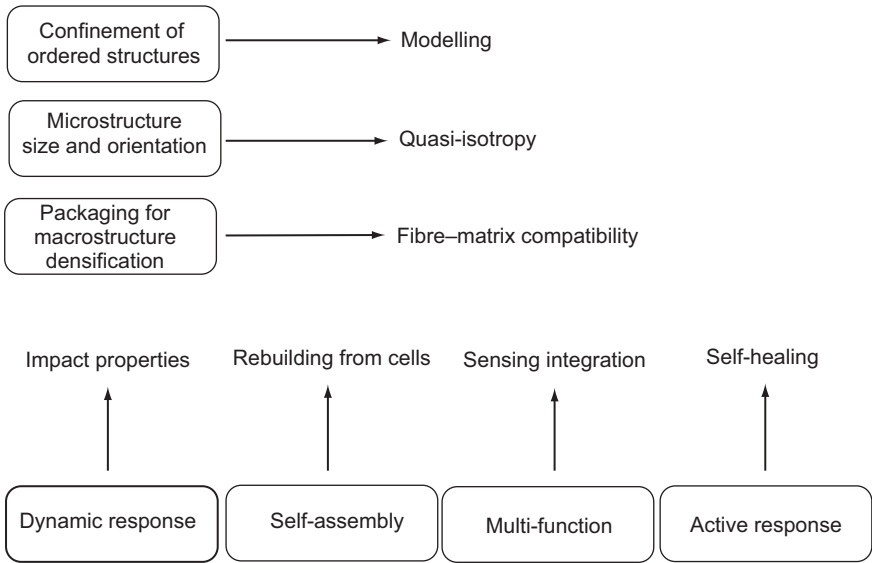 Confinement of
ordered structures
Modelling
Microstructure
size and orientation
Quasi-isotropy
Packaging for
macrostructure
densification
Fibre–matrix compatibility
Impact properties
Rebuilding from cells
Sensing integration
Self-healing
Dynamic response
Self-assembly
Multi-function
Active response